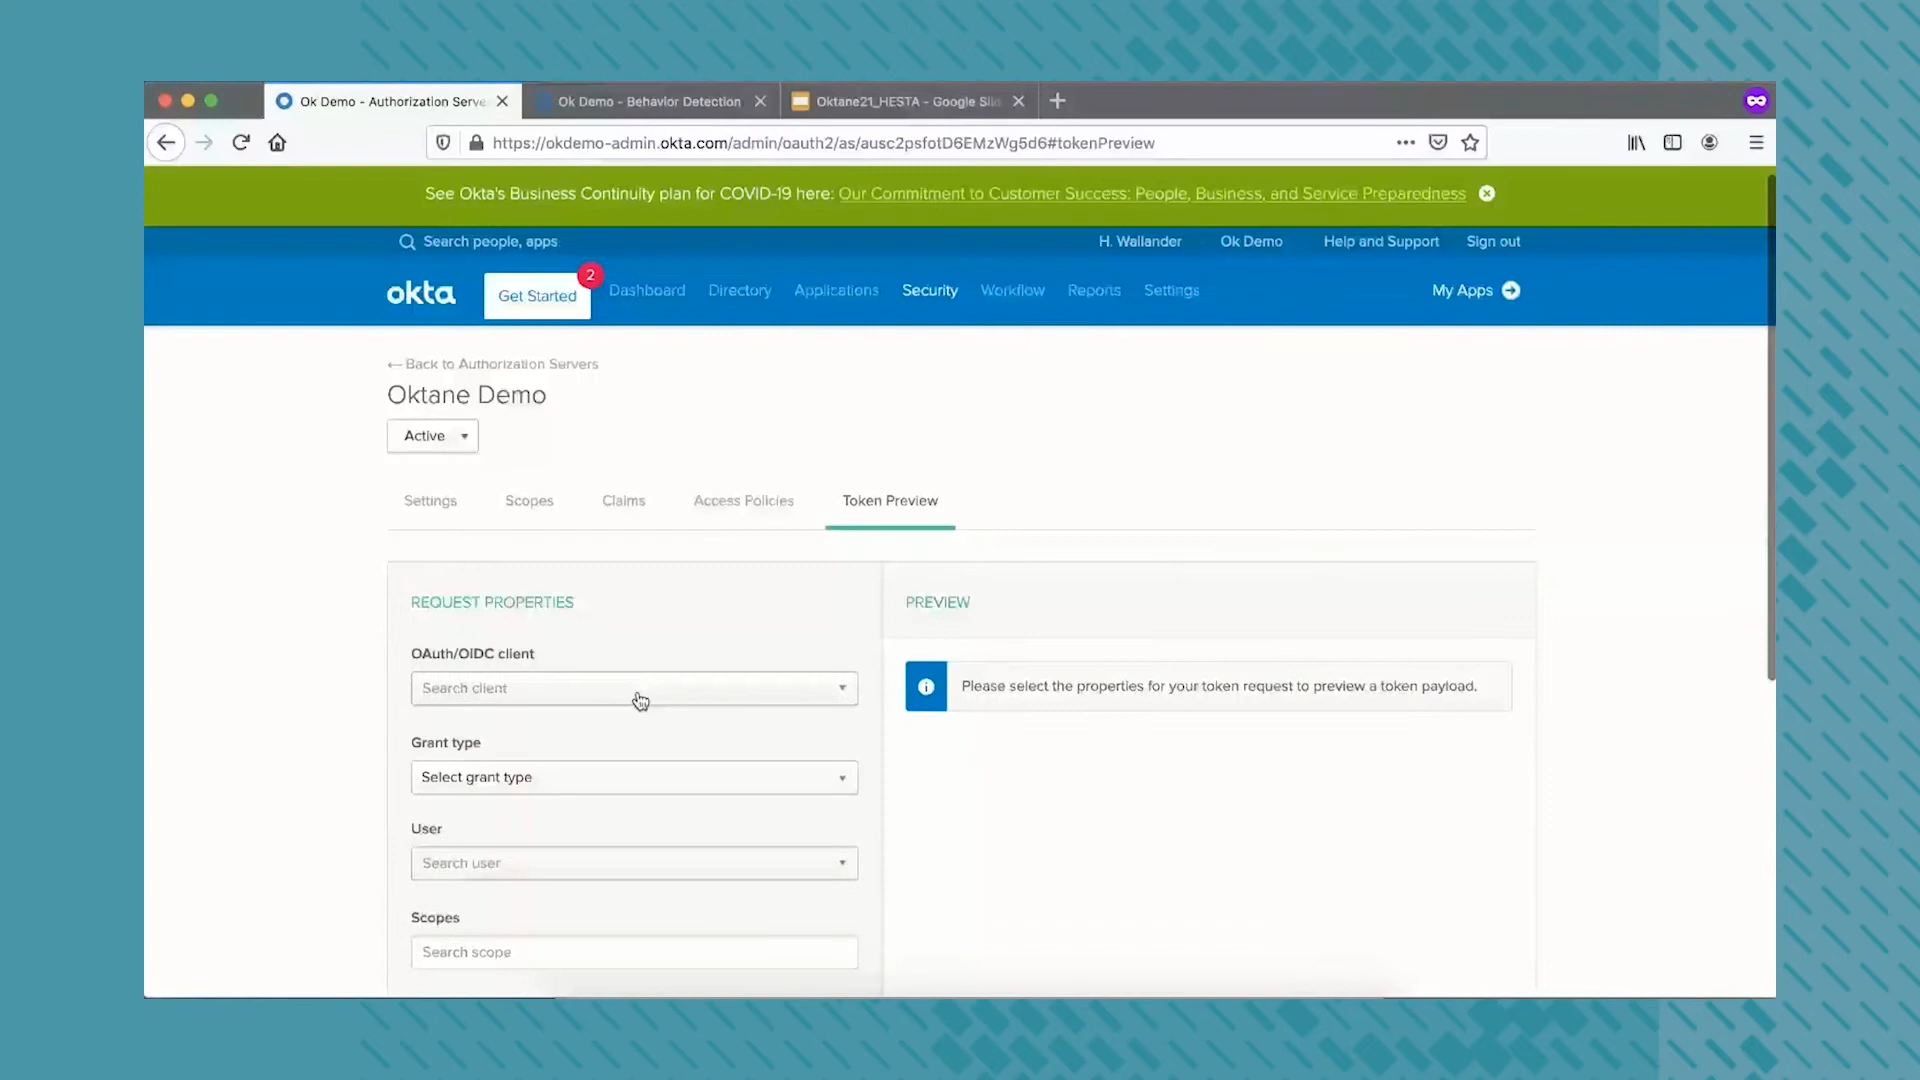 Ok Demo - Authorization Serve
Ok Demo - Behavior Detection
Oktane21_HESTA - Google Sli
https://okdemo-admin.okta.com/admin/oauth2/as/ausc2psfotD6EMzWg5d6#tokenPreview
See Okta's Business Continuity plan for COVID-19 here: Our Commitment to Customer Success: People, Business, and Service Preparedness
Search people, apps
H. Wallander
Ok Demo
Help and Support
Sign out
okta
Get Started
2
Dashboard
Directory
Applications
Security
Workflow
Reports
Settings
My Apps
← Back to Authorization Servers
Oktane Demo
Active
Settings
Scopes
Claims
Access Policies
Token Preview
REQUEST PROPERTIES
PREVIEW
OAuth/OIDC client
Search client
Please select the properties for your token request to preview a token payload.
Grant type
Select grant type
User
Search user
Scopes
Search scope